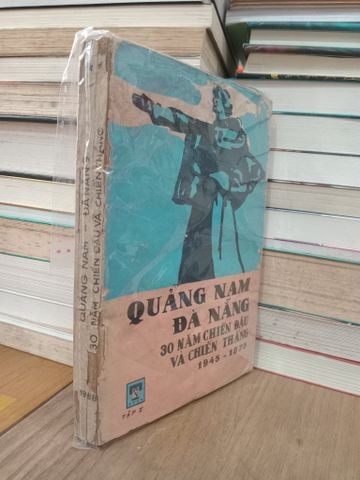 QUẢNG NAM
ĐÀ NẴNG
30 NĂM CHIẾN ĐẤU
VÀ CHIẾN THẮNG
1945 - 1975
TẬP I
QUẢNG NAM - ĐÀ NẴNG
30 NĂM CHIẾN ĐẤU VÀ CHIẾN THẮNG
1988